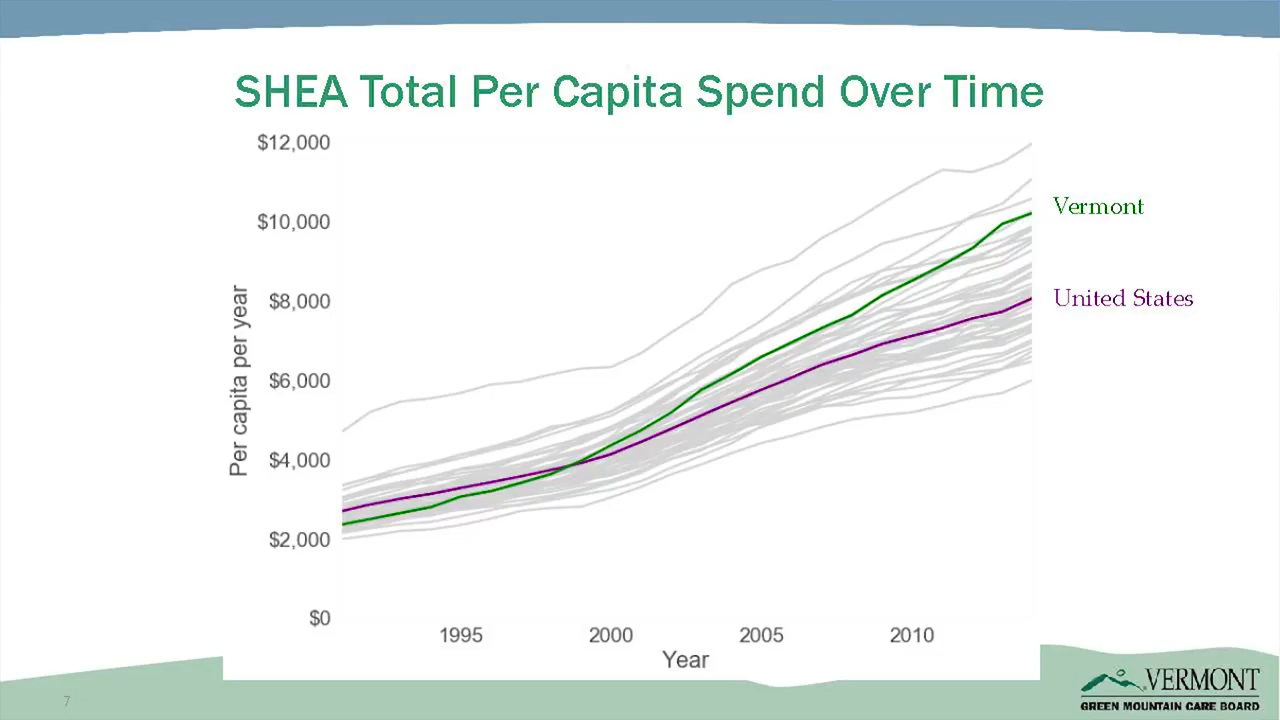 SHEA Total Per Capita Spend Over Time
$12,000
$10,000
$8,000
$6,000
$4,000
$2,000
$0
Per capita per year
1995 2000 2005 2010
Year
Vermont
United States
7
VERMONT
GREEN MOUNTAIN CARE BOARD